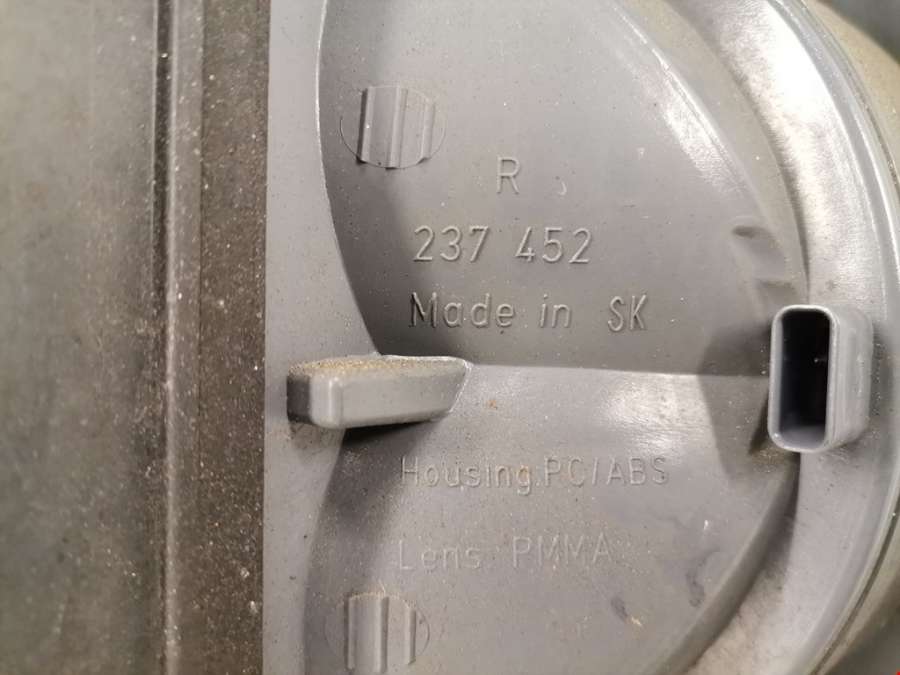 R
237 452
Made in SK
Housing PC/ABS
Lens PMMA